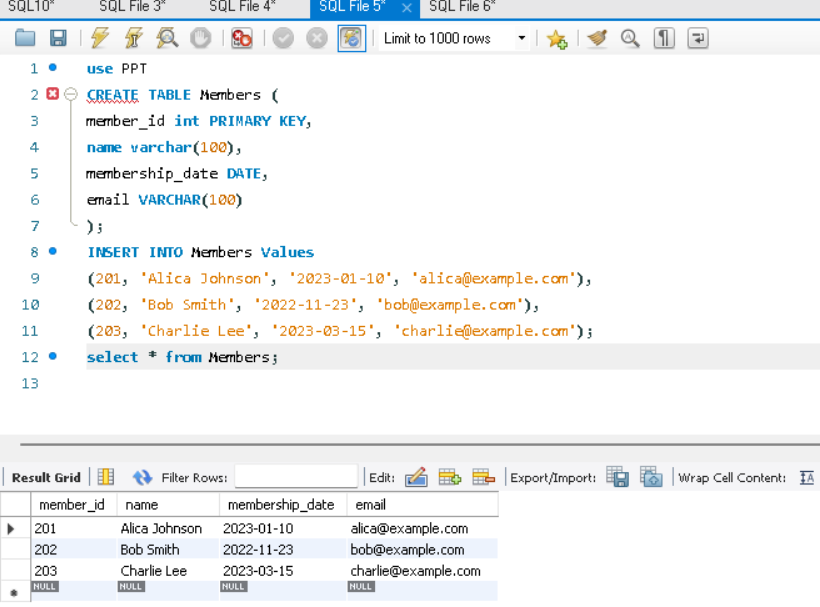 SQL10* SQL File 3* SQL File 4* SQL File 5* SQL File 6*
Limit to 1000 rows
1 use PPT
2 CREATE TABLE Members (
3 member_id int PRIMARY KEY,
4 name varchar(100),
5 membership_date DATE,
6 email VARCHAR(100)
7 );
8 INSERT INTO Members Values
9 (201, 'Alica Johnson', '2023-01-10', 'alica@example.com'),
10 (202, 'Bob Smith', '2022-11-23', 'bob@example.com'),
11 (203, 'Charlie Lee', '2023-03-15', 'charlie@example.com');
12 select * from Members;
13
Result Grid Filter Rows: Edit: Export/Import: Wrap Cell Content: IA
member_id name membership_date email
201 Alica Johnson 2023-01-10 alica@example.com
202 Bob Smith 2022-11-23 bob@example.com
203 Charlie Lee 2023-03-15 charlie@example.com
NULL NULL NULL NULL